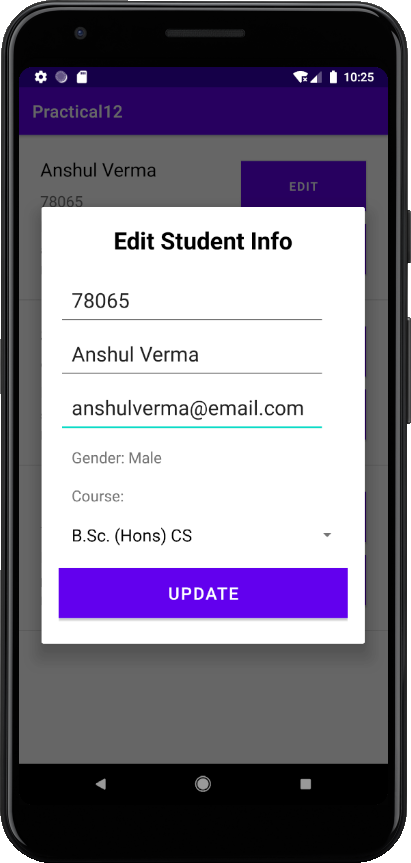 10:25
Practical12
Anshul Verma
EDIT
78065
Edit Student Info
78065
Anshul Verma
anshulverma@email.com
Gender: Male
Course:
B.Sc. (Hons) CS
UPDATE